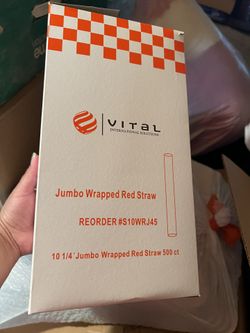 VITAL
INTERNATIONAL SOLUTIONS
Jumbo Wrapped Red Straw
REORDER #S10WRJ45
10 1/4" Jumbo Wrapped Red Straw 500 ct